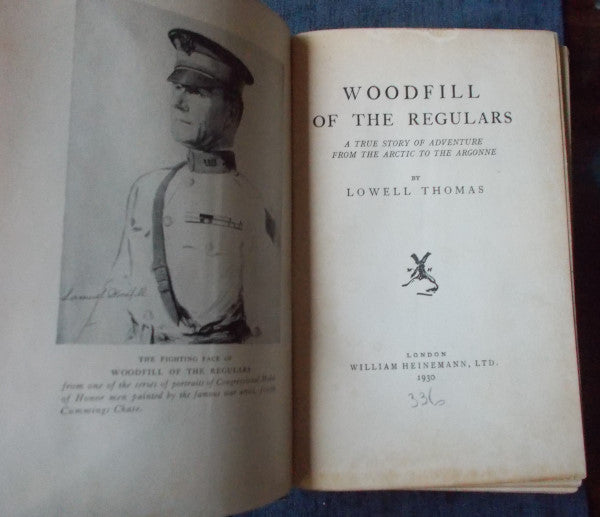 Samuel Woodfill
THE FIGHTING FACE OF
WOODFILL OF THE REGULARS
from one of the series of portraits of Congressional Medal
of Honor men painted by the famous war artist,
Cummings Chase.
WOODFILL
OF THE REGULARS
A TRUE STORY OF ADVENTURE
FROM THE ARCTIC TO THE ARGONNE
BY
LOWELL THOMAS
W H
LONDON
WILLIAM HEINEMANN, LTD.
1930
336